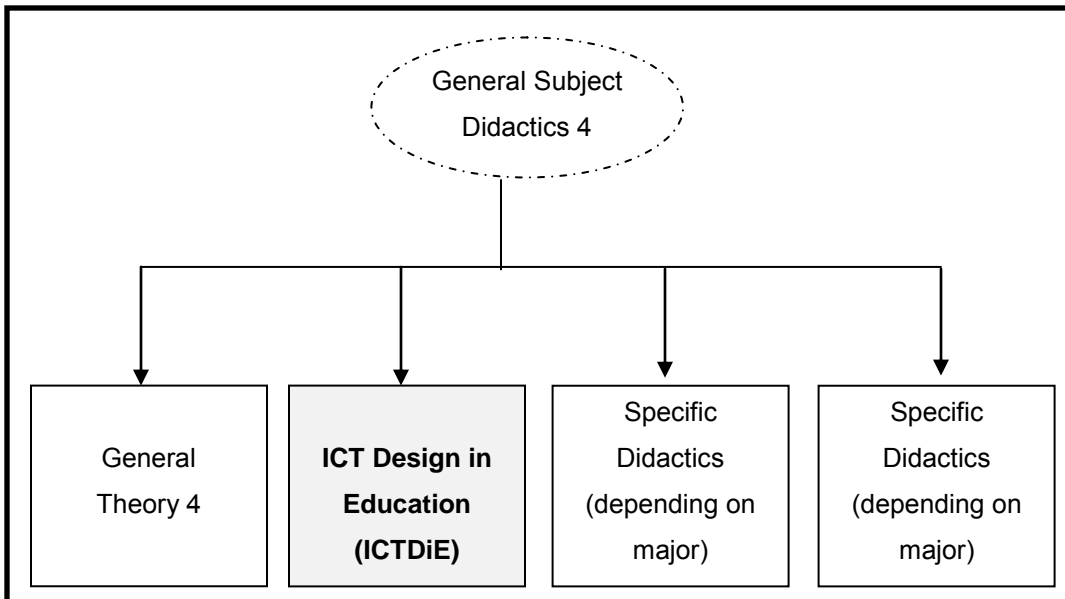 General Subject
Didactics 4
General
Theory 4
ICT Design in
Education
(ICTDiE)
Specific
Didactics
(depending on
major)
Specific
Didactics
(depending on
major)